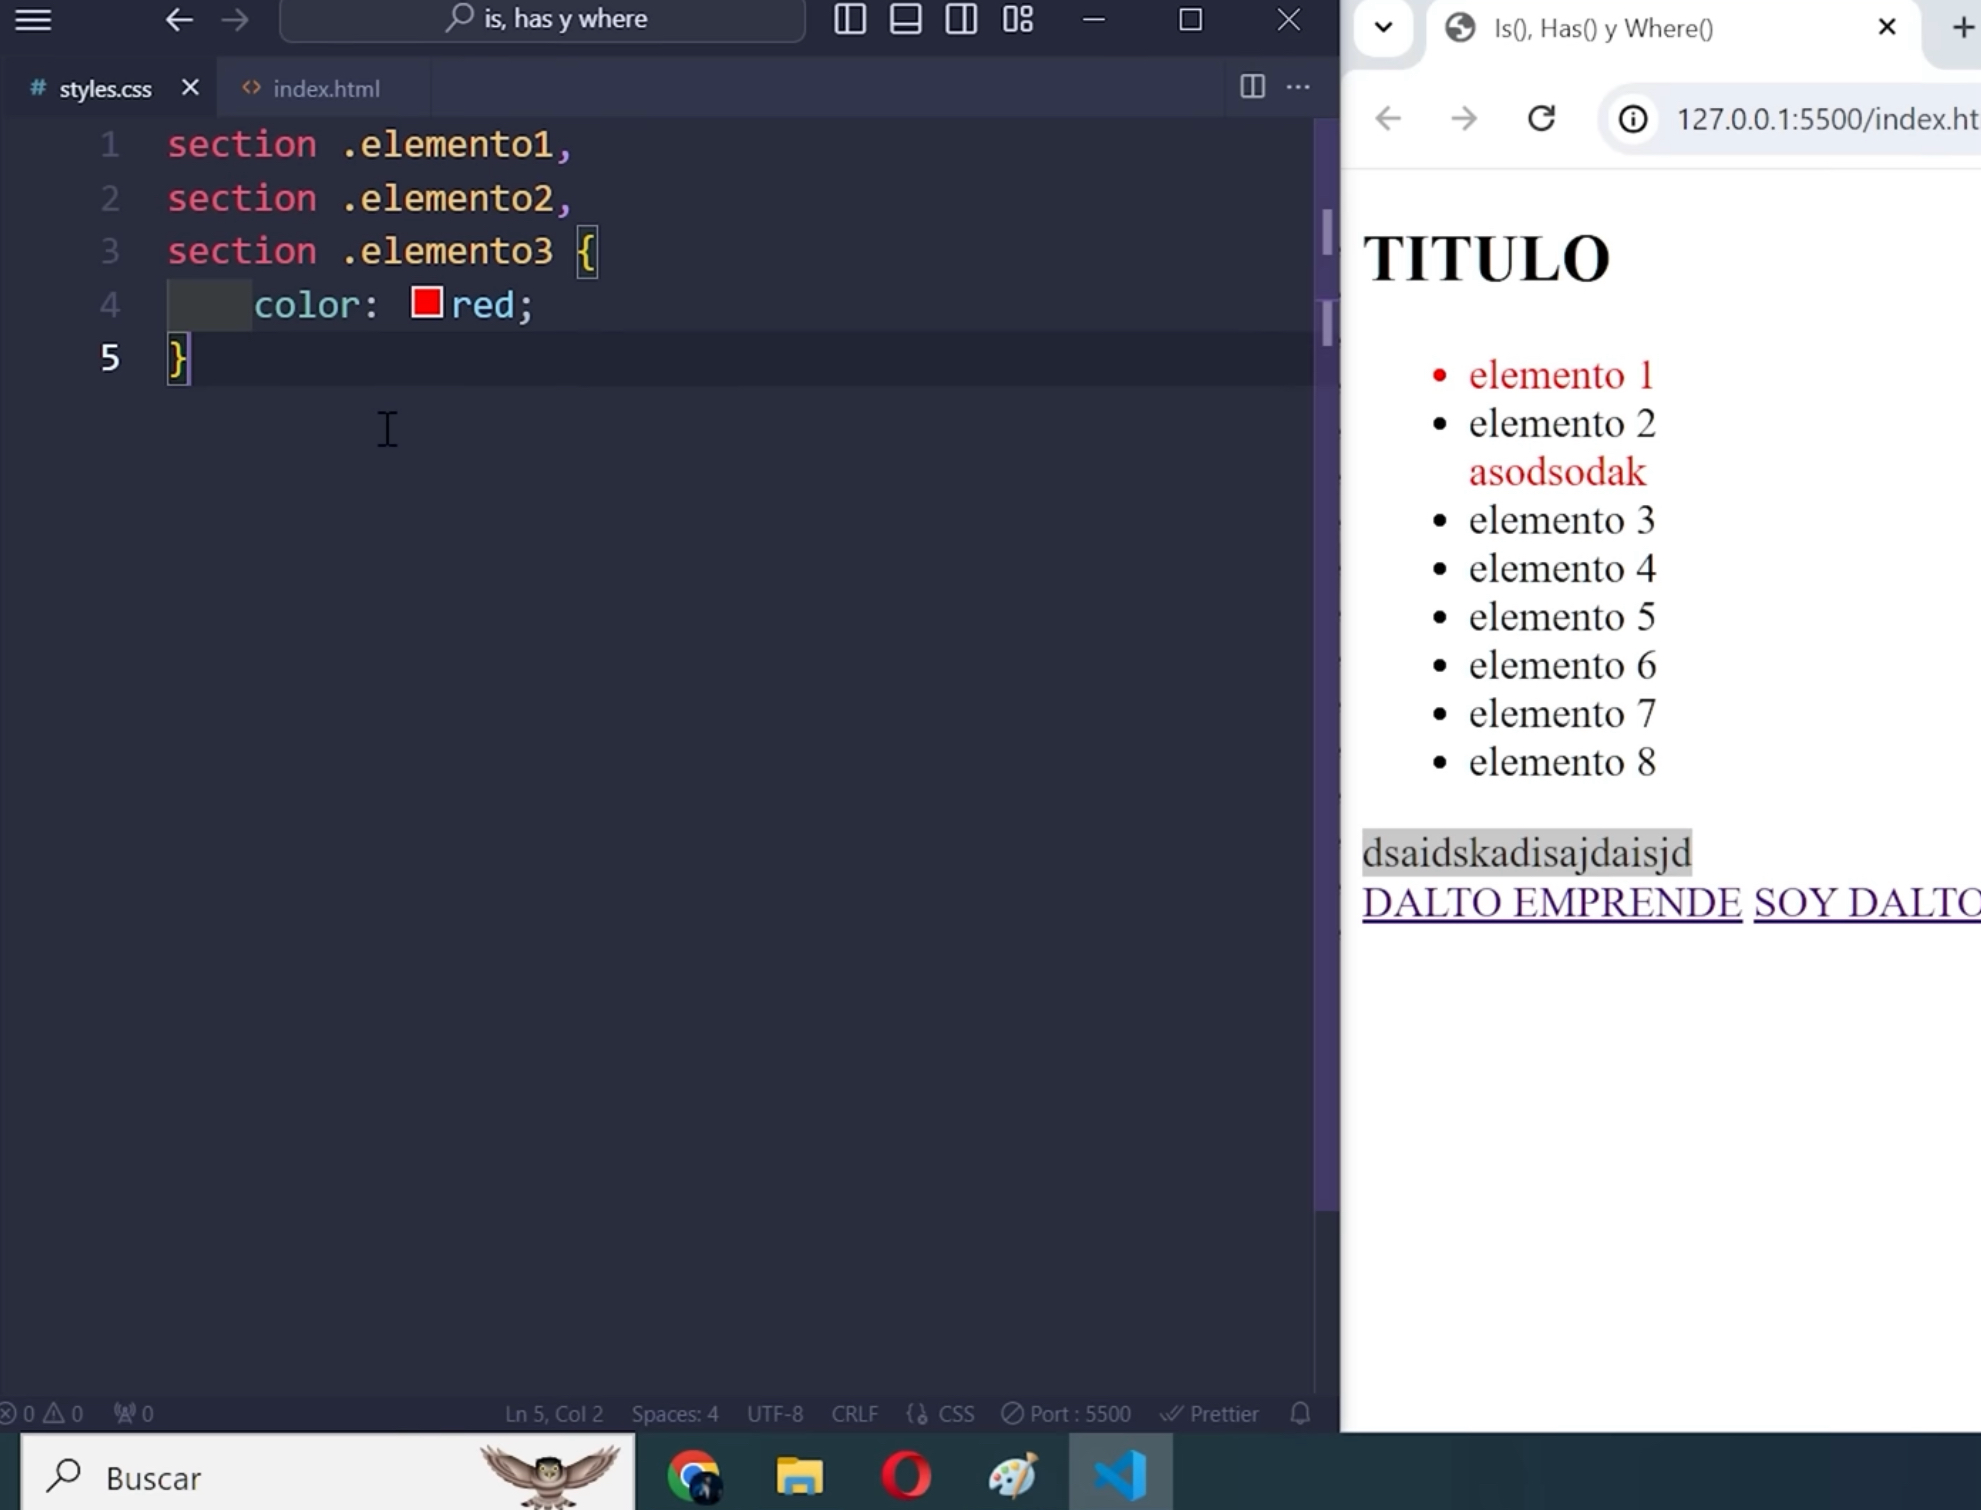 is, has y where
styles.css
index.html
1 section .elemento1,
2 section .elemento2,
3 section .elemento3 {
4 color: red;
5 }
0 0 0 Ln 5, Col 2 Spaces: 4 UTF-8 CRLF CSS Port : 5500 Prettier
Buscar
Is(), Has() y Where()
127.0.0.1:5500/index.ht
TITULO
elemento 1
elemento 2
asodsodak
elemento 3
elemento 4
elemento 5
elemento 6
elemento 7
elemento 8
dsaidskadisajdaisjd
DALTO EMPRENDE SOY DALTO